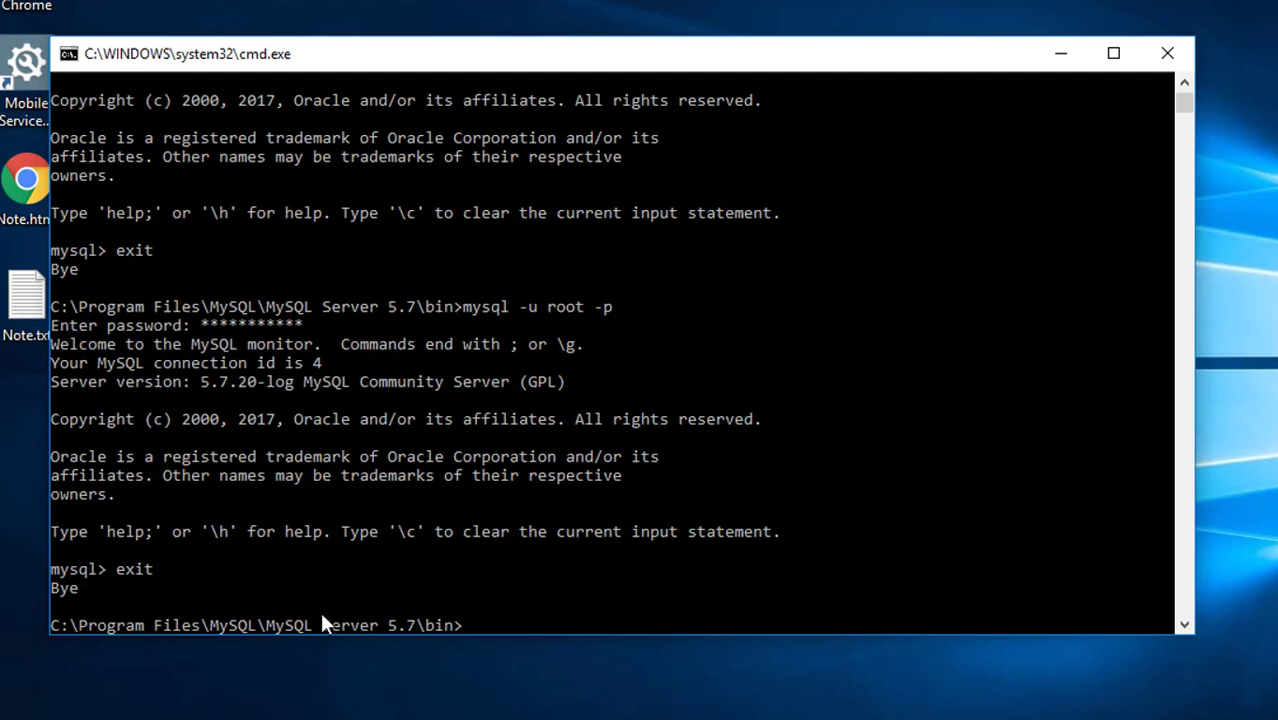 Chrome
C:\WINDOWS\system32\cmd.exe
Mobile
Service...
Note.htm
Note.txt
Copyright (c) 2000, 2017, Oracle and/or its affiliates. All rights reserved.
Oracle is a registered trademark of Oracle Corporation and/or its
affiliates. Other names may be trademarks of their respective
owners.
Type 'help;' or '\h' for help. Type '\c' to clear the current input statement.
mysql> exit
Bye
C:\Program Files\MySQL\MySQL Server 5.7\bin>mysql -u root -p
Enter password: ***********
Welcome to the MySQL monitor.  Commands end with ; or \g.
Your MySQL connection id is 4
Server version: 5.7.20-log MySQL Community Server (GPL)
Copyright (c) 2000, 2017, Oracle and/or its affiliates. All rights reserved.
Oracle is a registered trademark of Oracle Corporation and/or its
affiliates. Other names may be trademarks of their respective
owners.
Type 'help;' or '\h' for help. Type '\c' to clear the current input statement.
mysql> exit
Bye
C:\Program Files\MySQL\MySQL Server 5.7\bin>